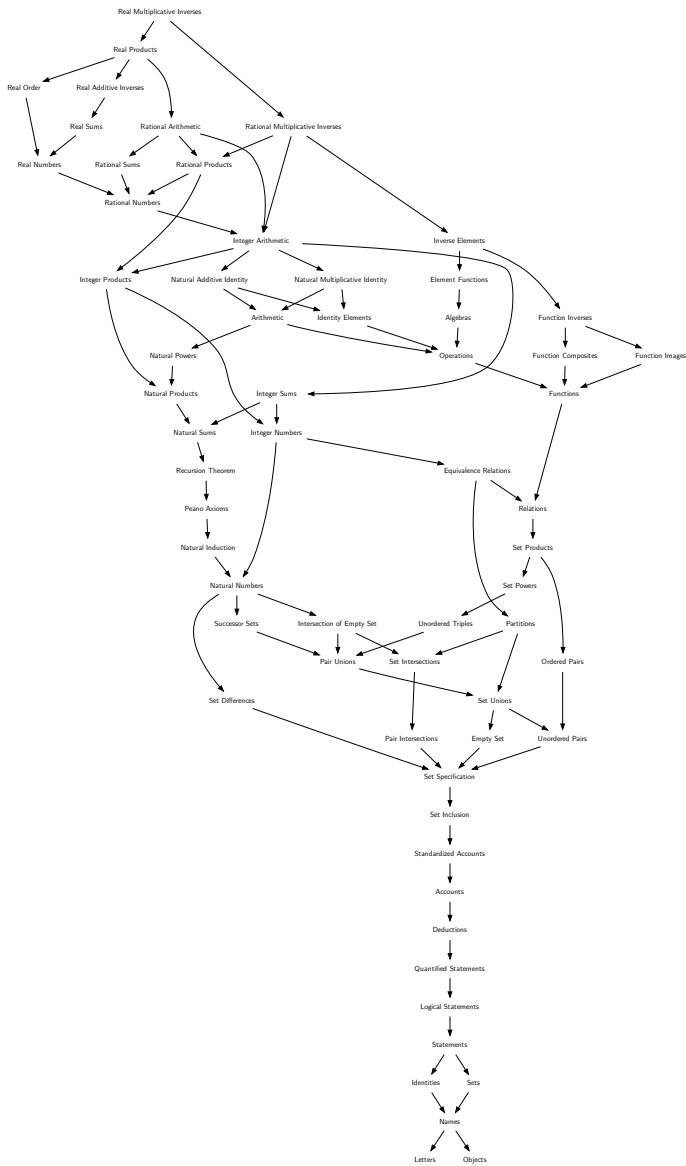 Real Multiplicative Inverses
Real Products
Real Order
Real Additive Inverses
Real Sums
Rational Arithmetic
Rational Multiplicative Inverses
Real Numbers
Rational Sums
Rational Products
Rational Numbers
Integer Arithmetic
Inverse Elements
Integer Products
Natural Additive Identity
Natural Multiplicative Identity
Element Functions
Arithmetic
Identity Elements
Algebras
Function Inverses
Natural Powers
Operations
Function Composites
Function Images
Natural Products
Integer Sums
Functions
Natural Sums
Integer Numbers
Recursion Theorem
Equivalence Relations
Peano Axioms
Relations
Natural Induction
Set Products
Natural Numbers
Set Powers
Successor Sets
Intersection of Empty Set
Unordered Triples
Partitions
Pair Unions
Set Intersections
Ordered Pairs
Set Differences
Set Unions
Pair Intersections
Empty Set
Unordered Pairs
Set Specification
Set Inclusion
Standardized Accounts
Accounts
Deductions
Quantified Statements
Logical Statements
Statements
Identities
Sets
Names
Letters
Objects